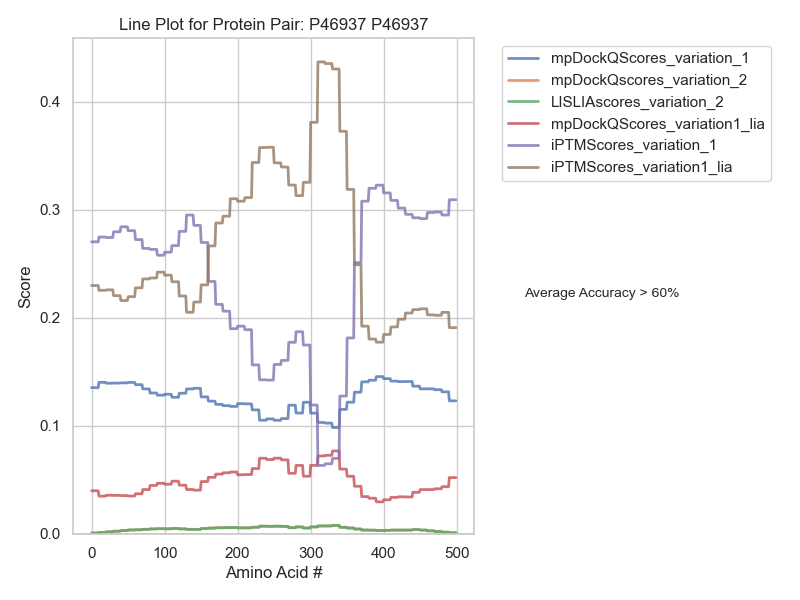 Line Plot for Protein Pair: P46937 P46937
mpDockQScores_variation_1
mpDockQscores_variation_2
LISLIAscores_variation_2
mpDockQScores_variation1_lia
iPTMScores_variation_1
iPTMScores_variation1_lia
Average Accuracy > 60%
Score
0.4
0.3
0.2
0.1
0.0
0 100 200 300 400 500
Amino Acid #